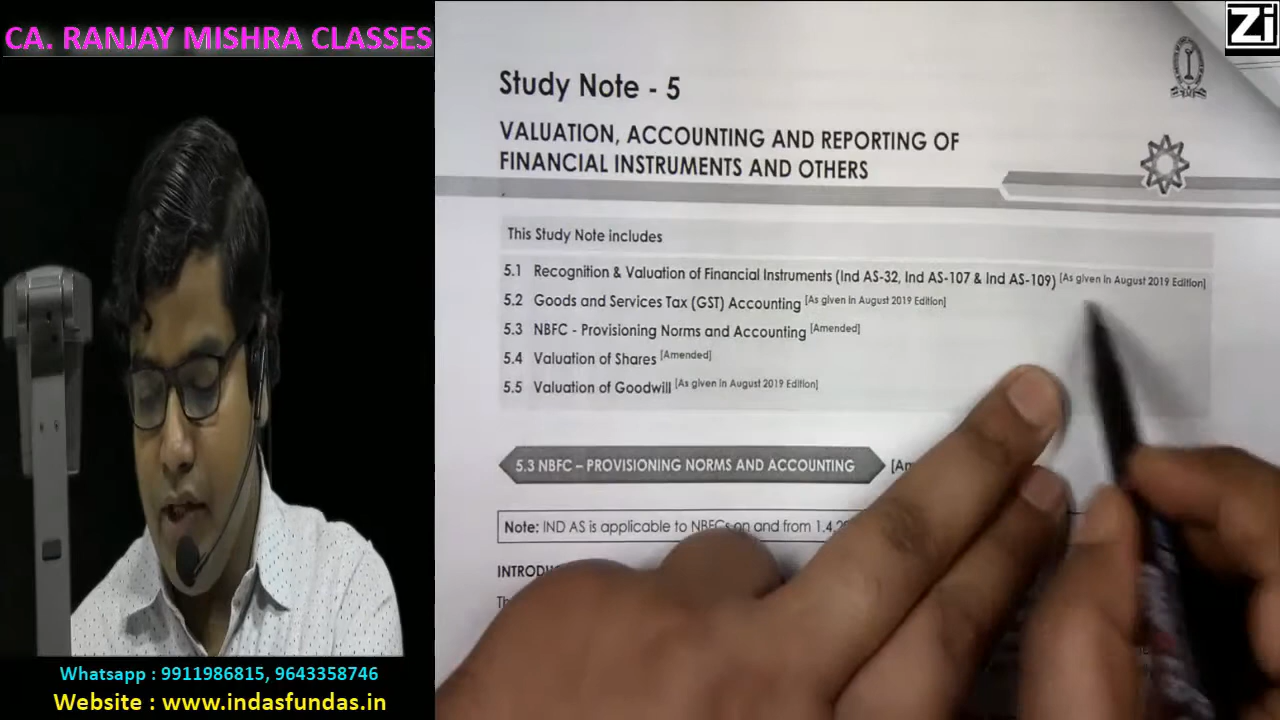 CA. RANJAY MISHRA CLASSES
Zi
Study Note - 5
VALUATION, ACCOUNTING AND REPORTING OF
FINANCIAL INSTRUMENTS AND OTHERS
This Study Note includes
5.1 Recognition & Valuation of Financial Instruments (Ind AS-32, Ind AS-107 & Ind AS-109) [As given in August 2019 Edition]
5.2 Goods and Services Tax (GST) Accounting [As given in August 2019 Edition]
5.3 NBFC - Provisioning Norms and Accounting [Amended]
5.4 Valuation of Shares [Amended]
5.5 Valuation of Goodwill [As given in August 2019 Edition]
5.3 NBFC – PROVISIONING NORMS AND ACCOUNTING
Note: IND AS is applicable to NBFCs on and from 1.4.20
Whatsapp : 9911986815, 9643358746
Website : www.indasfundas.in